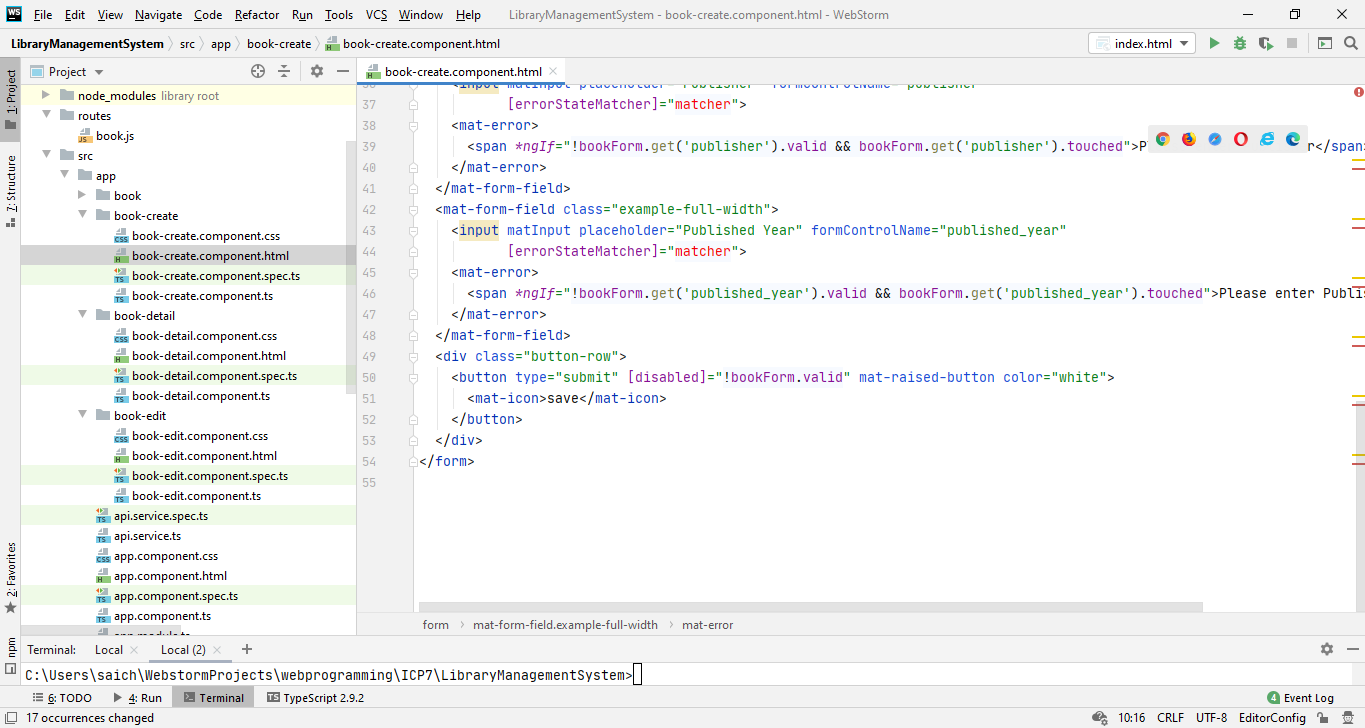 WS File Edit View Navigate Code Refactor Run Tools VCS Window Help LibraryManagementSystem - book-create.component.html - WebStorm
LibraryManagementSystem src app book-create book-create.component.html index.html
1: Project
7: Structure
2: Favorites
npm
Project
node_modules library root
routes
book.js
src
app
book
book-create
book-create.component.css
book-create.component.html
book-create.component.spec.ts
book-create.component.ts
book-detail
book-detail.component.css
book-detail.component.html
book-detail.component.spec.ts
book-detail.component.ts
book-edit
book-edit.component.css
book-edit.component.html
book-edit.component.spec.ts
book-edit.component.ts
api.service.spec.ts
api.service.ts
app.component.css
app.component.html
app.component.spec.ts
app.component.ts
app.module.ts
book-create.component.html
36 <input matInput placeholder="Publisher" formControlName="publisher"
37 [errorStateMatcher]="matcher">
38 <mat-error>
39 <span *ngIf="!bookForm.get('publisher').valid && bookForm.get('publisher').touched">P r</span>
40 </mat-error>
41 </mat-form-field>
42 <mat-form-field class="example-full-width">
43 <input matInput placeholder="Published Year" formControlName="published_year"
44 [errorStateMatcher]="matcher">
45 <mat-error>
46 <span *ngIf="!bookForm.get('published_year').valid && bookForm.get('published_year').touched">Please enter Publis
47 </mat-error>
48 </mat-form-field>
49 <div class="button-row">
50 <button type="submit" [disabled]="!bookForm.valid" mat-raised-button color="white">
51 <mat-icon>save</mat-icon>
52 </button>
53 </div>
54 </form>
55
form mat-form-field.example-full-width mat-error
Terminal: Local Local (2)
C:\Users\saich\WebstormProjects\webprogramming\ICP7\LibraryManagementSystem>
6: TODO 4: Run Terminal TypeScript 2.9.2 4 Event Log
17 occurrences changed 10:16 CRLF UTF-8 EditorConfig